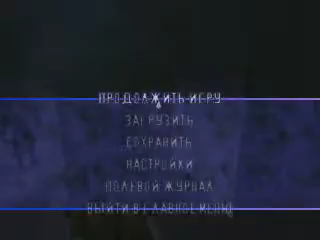 ПРОДОЛЖИТЬ ИГРУ
ЗАГРУЗИТЬ
СОХРАНИТЬ
НАСТРОЙКИ
ПОЛЕВОЙ ЖУРНАЛ
ВЫЙТИ В ГЛАВНОЕ МЕНЮ